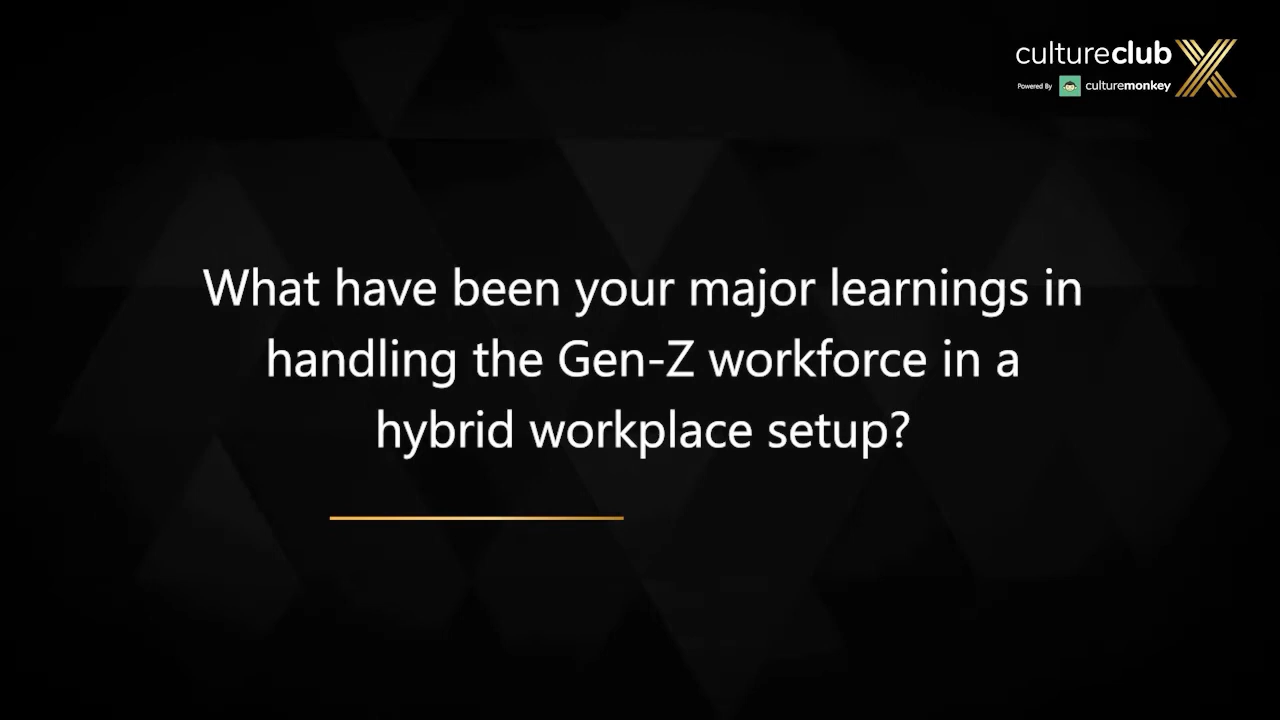 cultureclub X
Powered By culturemonkey
What have been your major learnings in
handling the Gen-Z workforce in a
hybrid workplace setup?